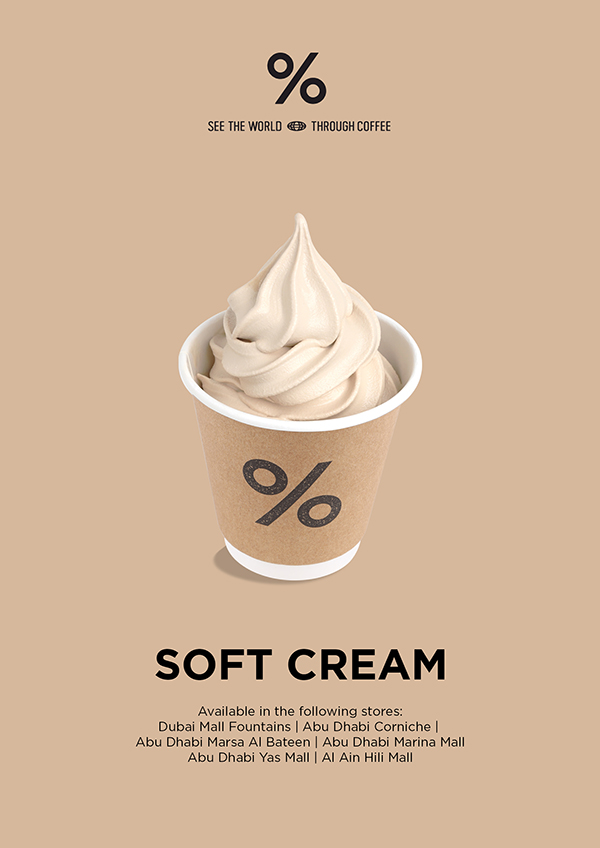 %
SEE THE WORLD THROUGH COFFEE
%
SOFT CREAM
Available in the following stores:
Dubai Mall Fountains | Abu Dhabi Corniche |
Abu Dhabi Marsa Al Bateen | Abu Dhabi Marina Mall
Abu Dhabi Yas Mall | Al Ain Hili Mall